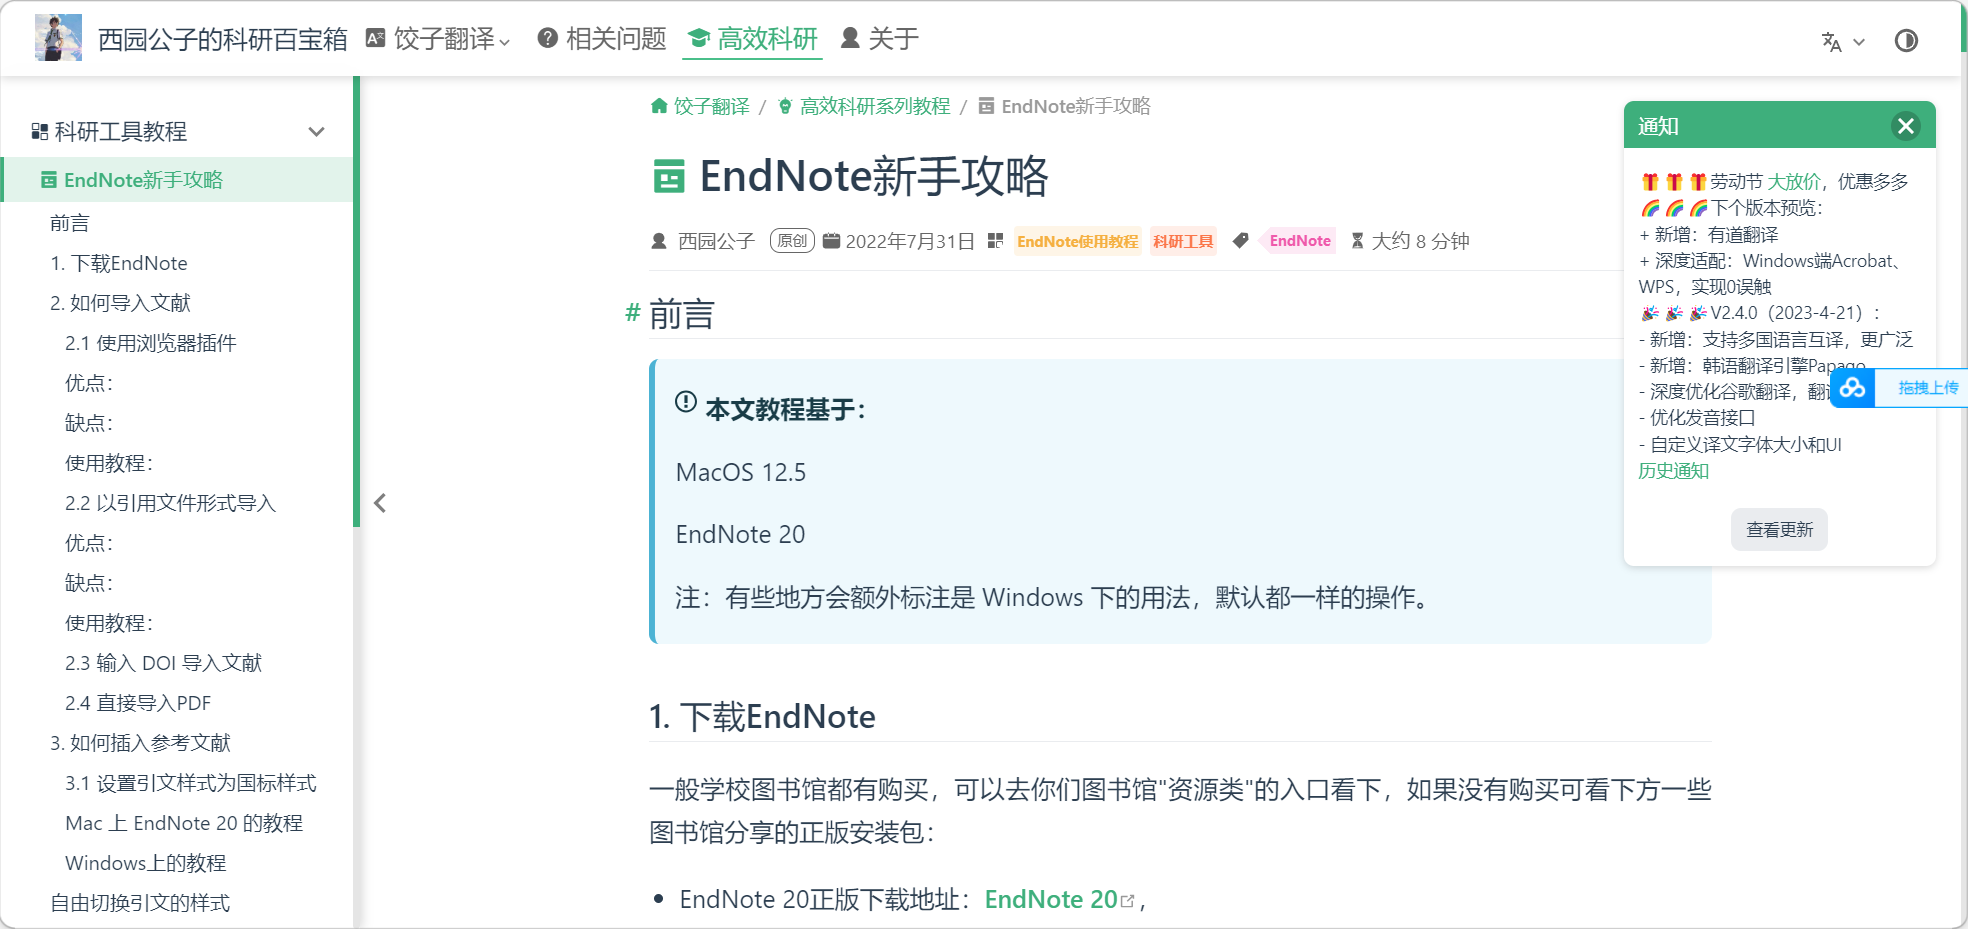 西园公子的科研百宝箱 饺子翻译 相关问题 高效科研 关于
科研工具教程
EndNote新手攻略
前言
1. 下载EndNote
2. 如何导入文献
2.1 使用浏览器插件
优点：
缺点：
使用教程：
2.2 以引用文件形式导入
优点：
缺点：
使用教程：
2.3 输入 DOI 导入文献
2.4 直接导入PDF
3. 如何插入参考文献
3.1 设置引文样式为国标样式
Mac 上 EndNote 20 的教程
Windows上的教程
自由切换引文的样式
饺子翻译 / 高效科研系列教程 / EndNote新手攻略
EndNote新手攻略
西园公子 原创 2022年7月31日 EndNote使用教程 科研工具 EndNote 大约 8 分钟
# 前言
本文教程基于：
MacOS 12.5
EndNote 20
注：有些地方会额外标注是 Windows 下的用法，默认都一样的操作。
1. 下载EndNote
一般学校图书馆都有购买，可以去你们图书馆"资源类"的入口看下，如果没有购买可看下方一些
图书馆分享的正版安装包：
• EndNote 20正版下载地址：EndNote 20，
通知
🎁🎁🎁劳动节 大放价，优惠多多
🌈🌈🌈下个版本预览：
+ 新增：有道翻译
+ 深度适配：Windows端Acrobat、
WPS，实现0误触
🎉🎉🎉V2.4.0（2023-4-21）：
- 新增：支持多国语言互译，更广泛
- 新增：韩语翻译引擎Papago
- 深度优化谷歌翻译，翻
拖拽上传
- 优化发音接口
- 自定义译文字体大小和UI
历史通知
查看更新